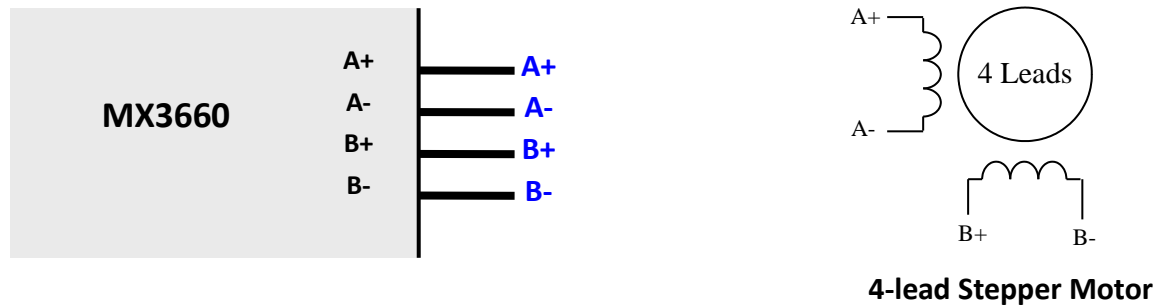 MX3660
A+ A+
A- A-
B+ B+
B- B-
A+
4 Leads
A-
B+ B-
4-lead Stepper Motor